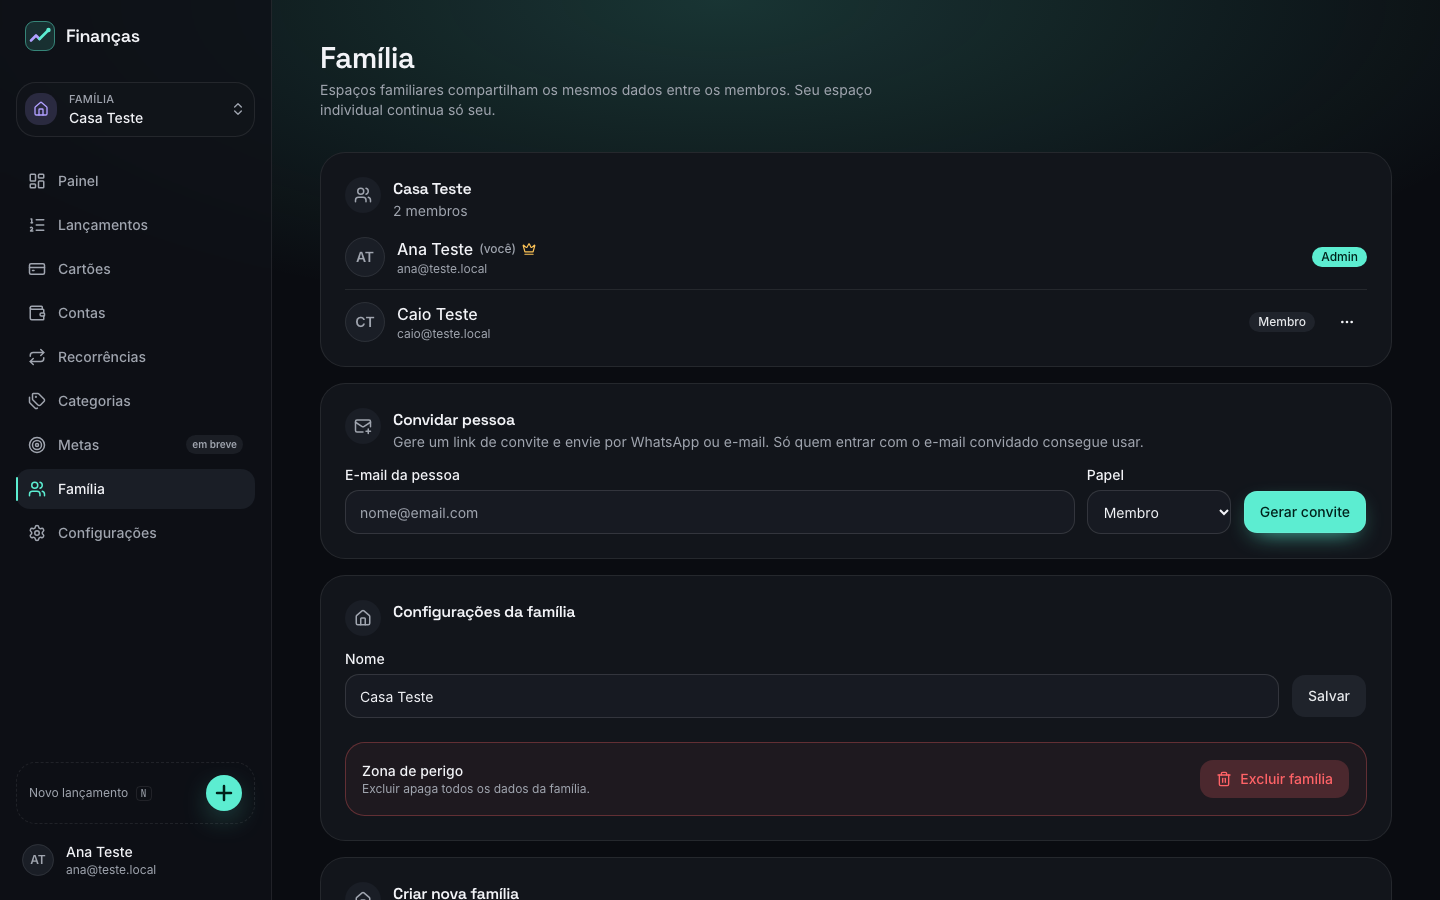 Finanças
FAMÍLIA
Casa Teste
Painel
Lançamentos
Cartões
Contas
Recorrências
Categorias
Metas em breve
Família
Configurações
Novo lançamento N
AT
Ana Teste
ana@teste.local
Família
Espaços familiares compartilham os mesmos dados entre os membros. Seu espaço
individual continua só seu.
Casa Teste
2 membros
AT
Ana Teste (você)
ana@teste.local
Admin
CT
Caio Teste
caio@teste.local
Membro
Convidar pessoa
Gere um link de convite e envie por WhatsApp ou e-mail. Só quem entrar com o e-mail convidado consegue usar.
E-mail da pessoa
Papel
nome@email.com
Membro
Gerar convite
Configurações da família
Nome
Casa Teste
Salvar
Zona de perigo
Excluir apaga todos os dados da família.
Excluir família
Criar nova família